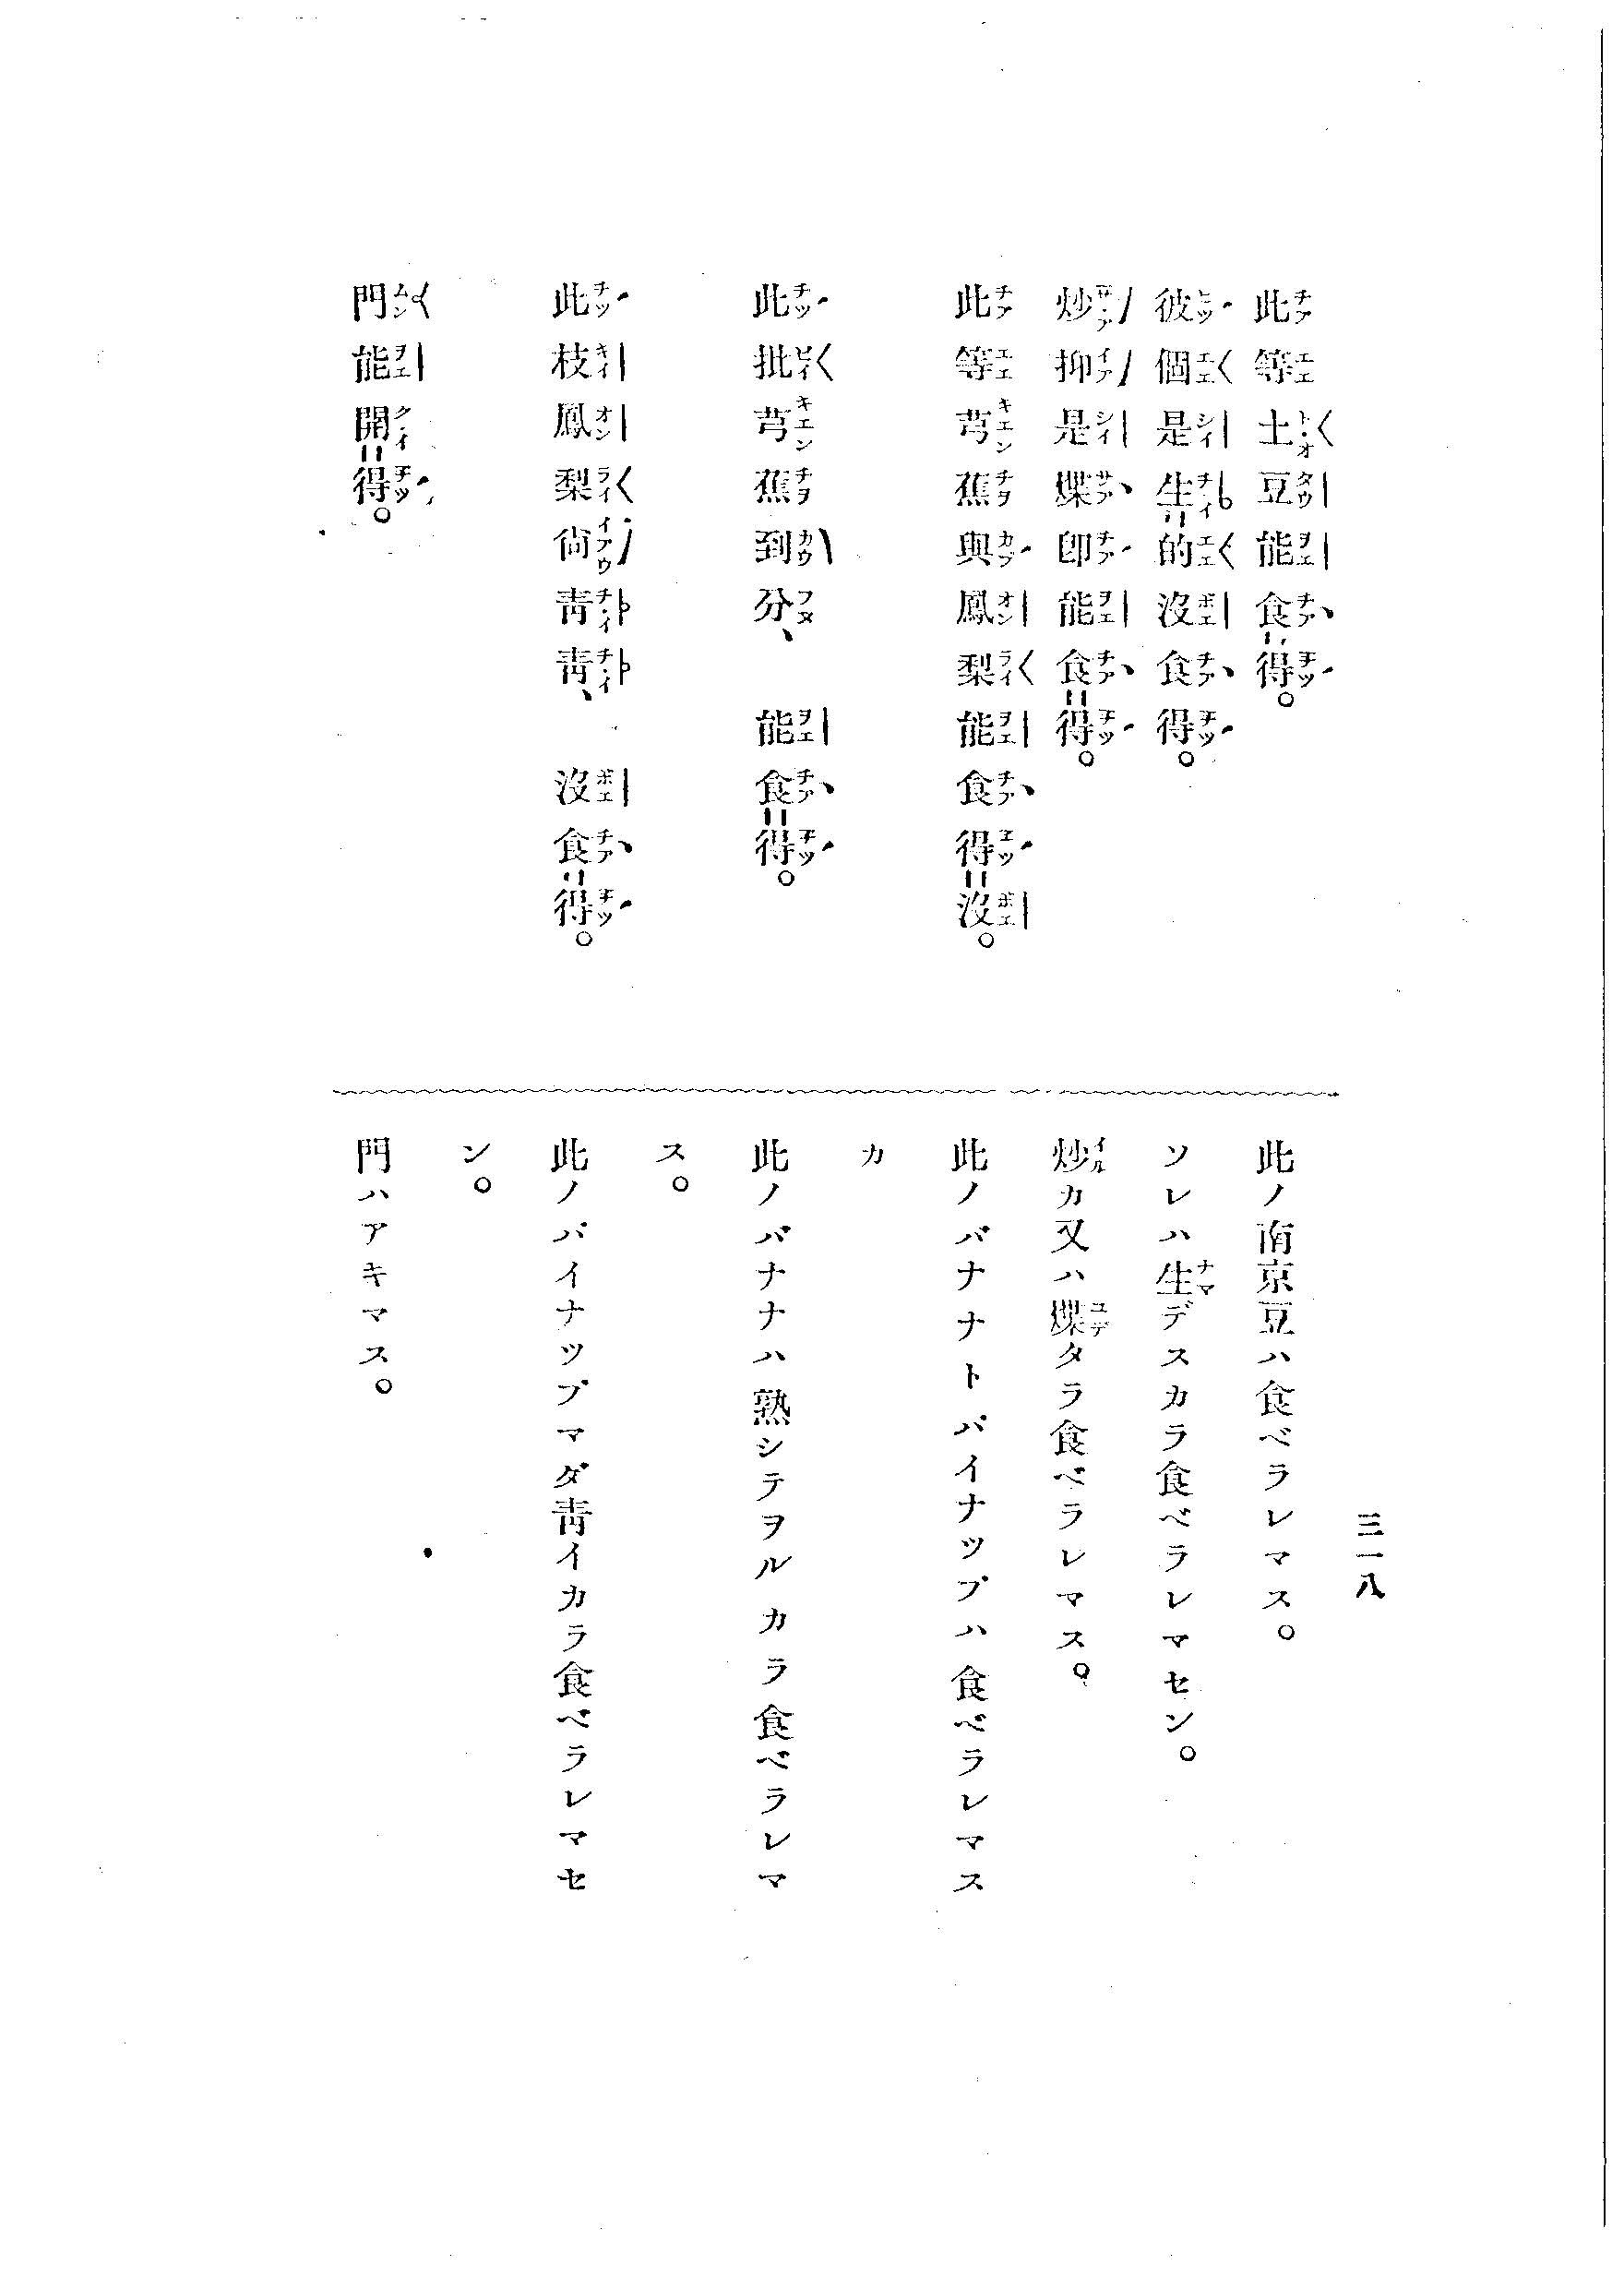 三一八
此等土豆能食得。
彼個是生的沒食得。
炒抑是煠卽能食得。
此等芎蕉與鳳梨能食得沒。
此批芎蕉到分、能食得。
此枝鳳梨尙靑靑、沒食得。
門能開得。
此ノ南京豆ハ食ベラレマス。
ソレハ生デスカラ食ベラレマセン。
炒カ又ハ煠タラ食ベラレマス。
此ノバナナトパイナップハ食ベラレマス
カ
此ノバナナハ熟シテヲルカラ食ベラレマ
ス。
此ノパイナップマダ靑イカラ食ベラレマセ
ン。
門ハアキマス。